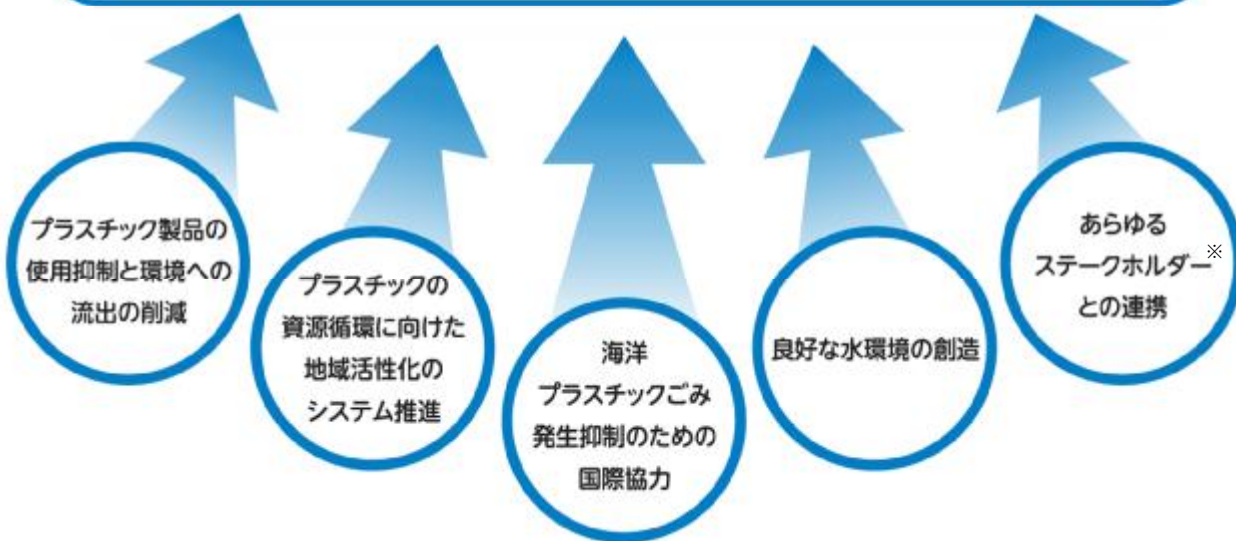 プラスチック製品の
使用抑制と環境への
流出の削減
プラスチックの
資源循環に向けた
地域活性化の
システム推進
海洋
プラスチックごみ
発生抑制のための
国際協力
良好な水環境の創造
あらゆる
ステークホルダー※
との連携